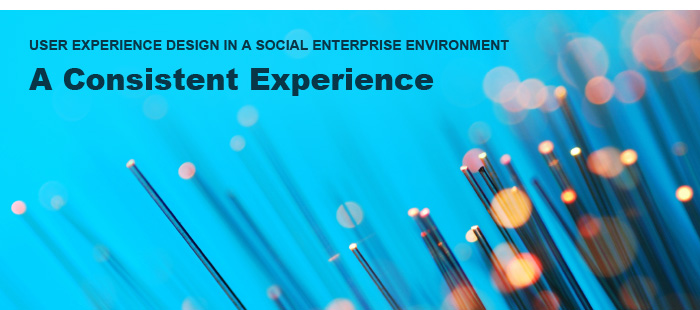 USER EXPERIENCE DESIGN IN A SOCIAL ENTERPRISE ENVIRONMENT
A Consistent Experience